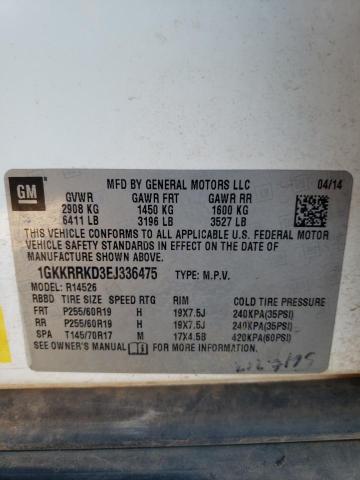 GM
MFD BY GENERAL MOTORS LLC 04/14
GVWR GAWR FRT GAWR RR
2908 KG 1450 KG 1600 KG
6411 LB 3196 LB 3527 LB
THIS VEHICLE CONFORMS TO ALL APPLICABLE U.S. FEDERAL MOTOR
VEHICLE SAFETY STANDARDS IN EFFECT ON THE DATE OF
MANUFACTURE SHOWN ABOVE.
1GKKRRKD3EJ336475 TYPE: M.P.V.
MODEL: R14526
RBBD TIRE SIZE SPEED RTG RIM COLD TIRE PRESSURE
FRT P255/60R19 H 19X7.5J 240KPA(35PSI)
RR P255/60R19 H 19X7.5J 240KPA(35PSI)
SPA T145/70R17 M 17X4.5B 420KPA(60PSI)
SEE OWNER'S MANUAL FOR MORE INFORMATION